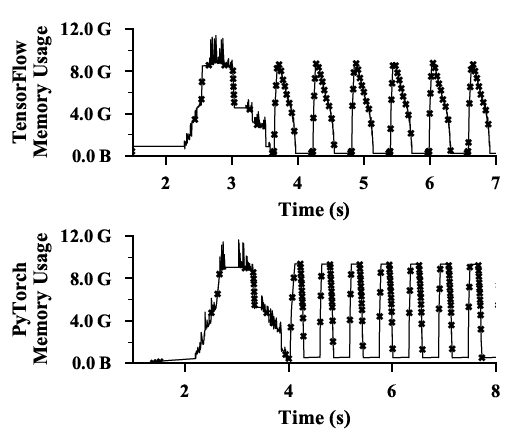 TensorFlow
Memory Usage
12.0 G
8.0 G
4.0 G
0.0 B
2 3 4 5 6 7
Time (s)
PyTorch
Memory Usage
12.0 G
8.0 G
4.0 G
0.0 B
2 4 6 8
Time (s)